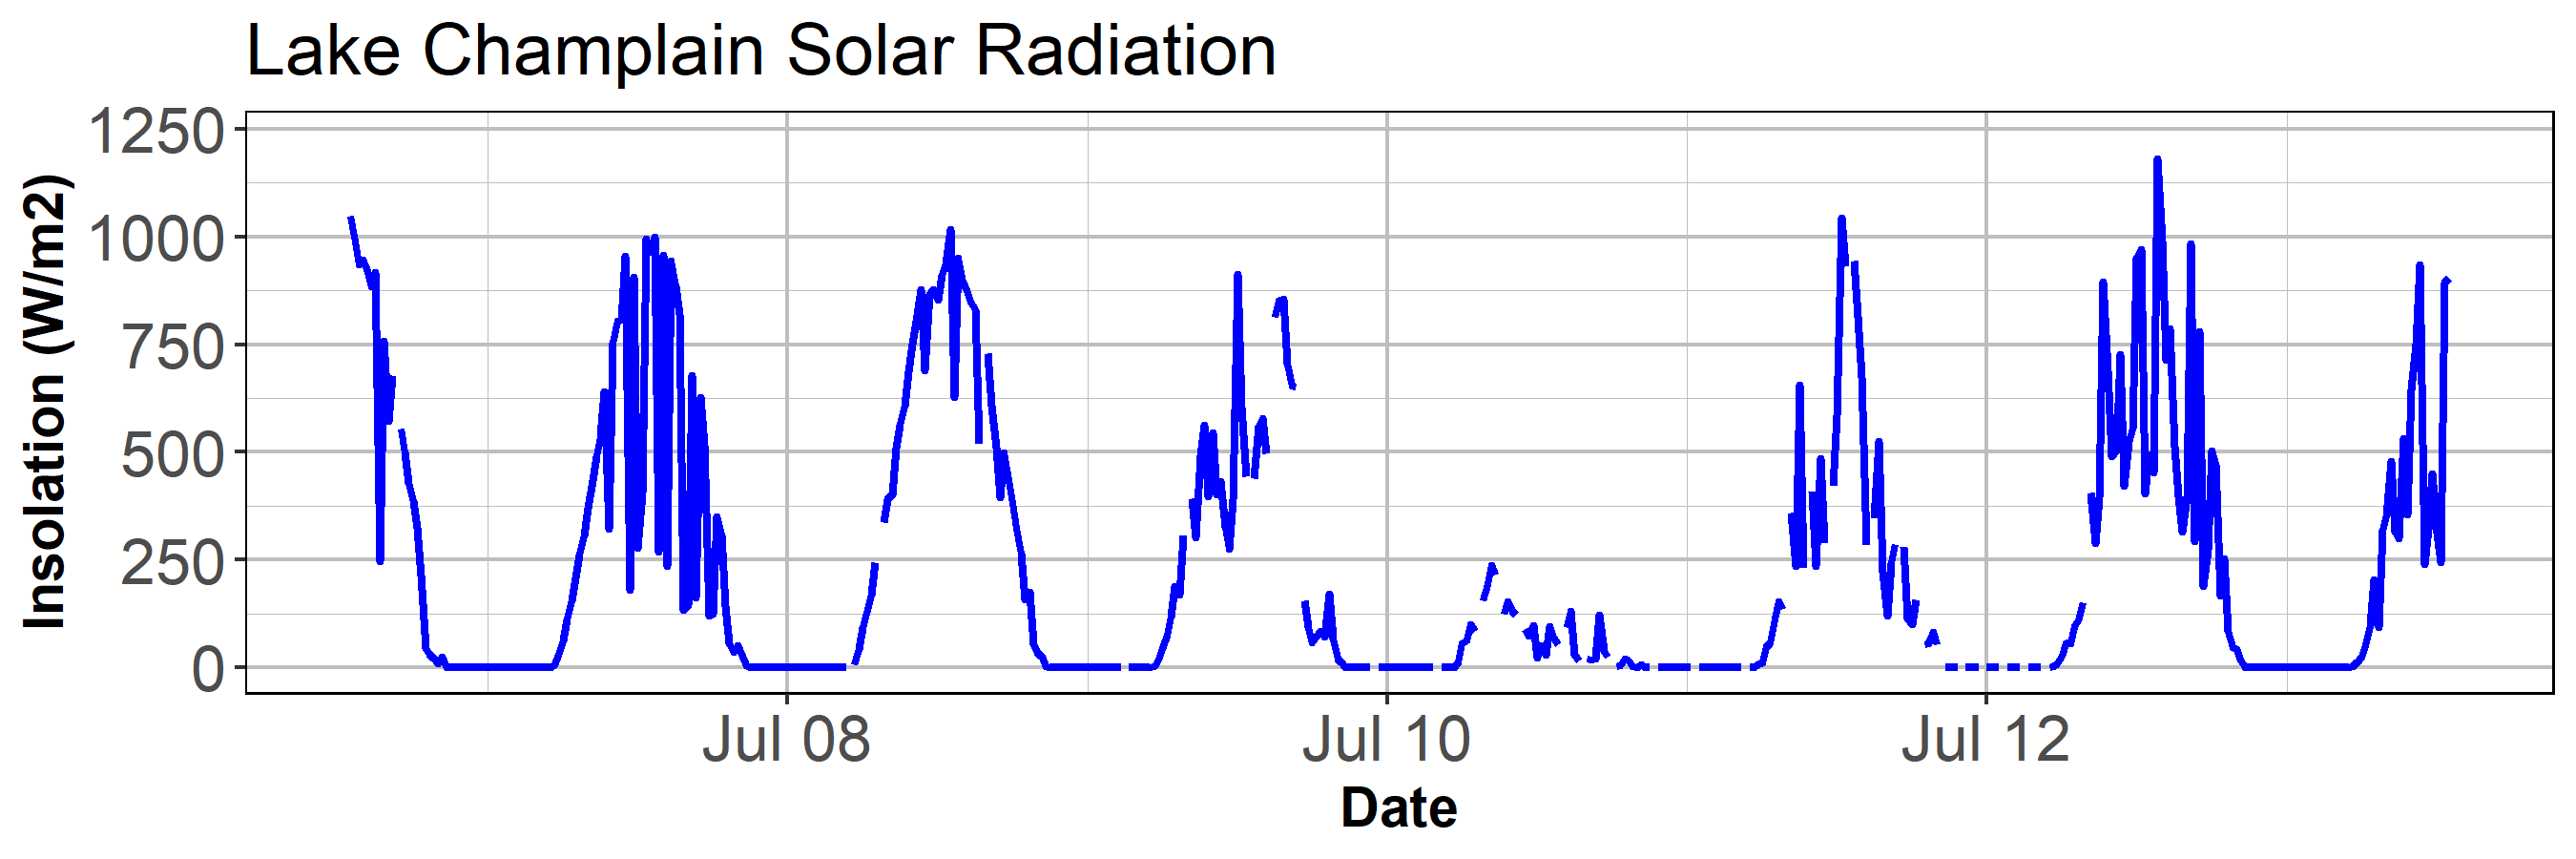 Lake Champlain Solar Radiation
Insolation (W/m2)
1250
1000
750
500
250
0
Jul 08
Jul 10
Jul 12
Date